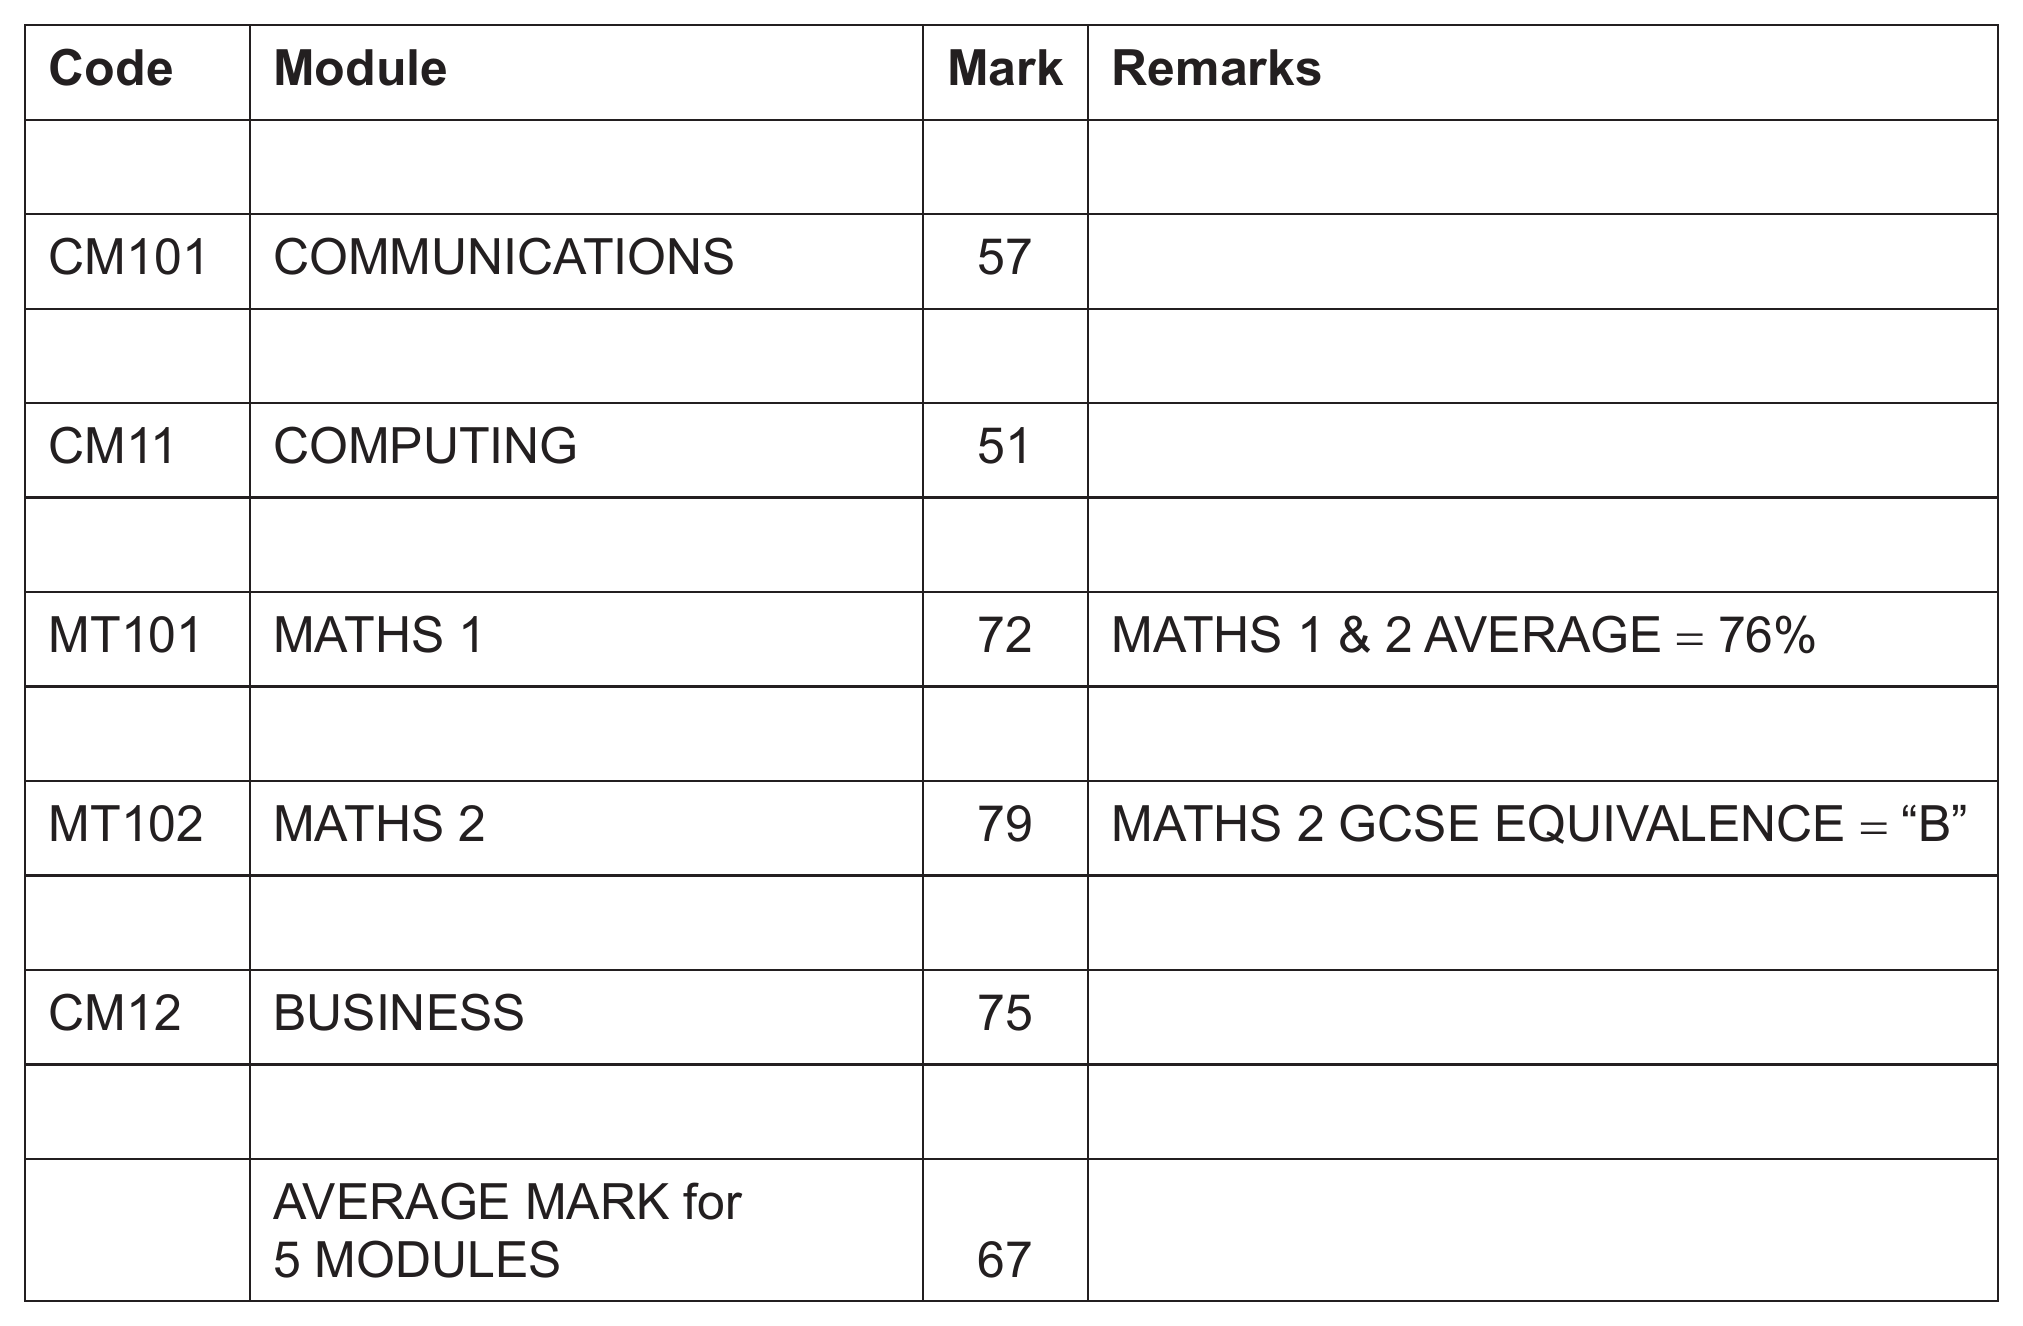 Code Module Mark Remarks
CM101 COMMUNICATIONS 57
CM11 COMPUTING 51
MT101 MATHS 1 72 MATHS 1 & 2 AVERAGE = 76%
MT102 MATHS 2 79 MATHS 2 GCSE EQUIVALENCE = “B”
CM12 BUSINESS 75
AVERAGE MARK for
5 MODULES 67